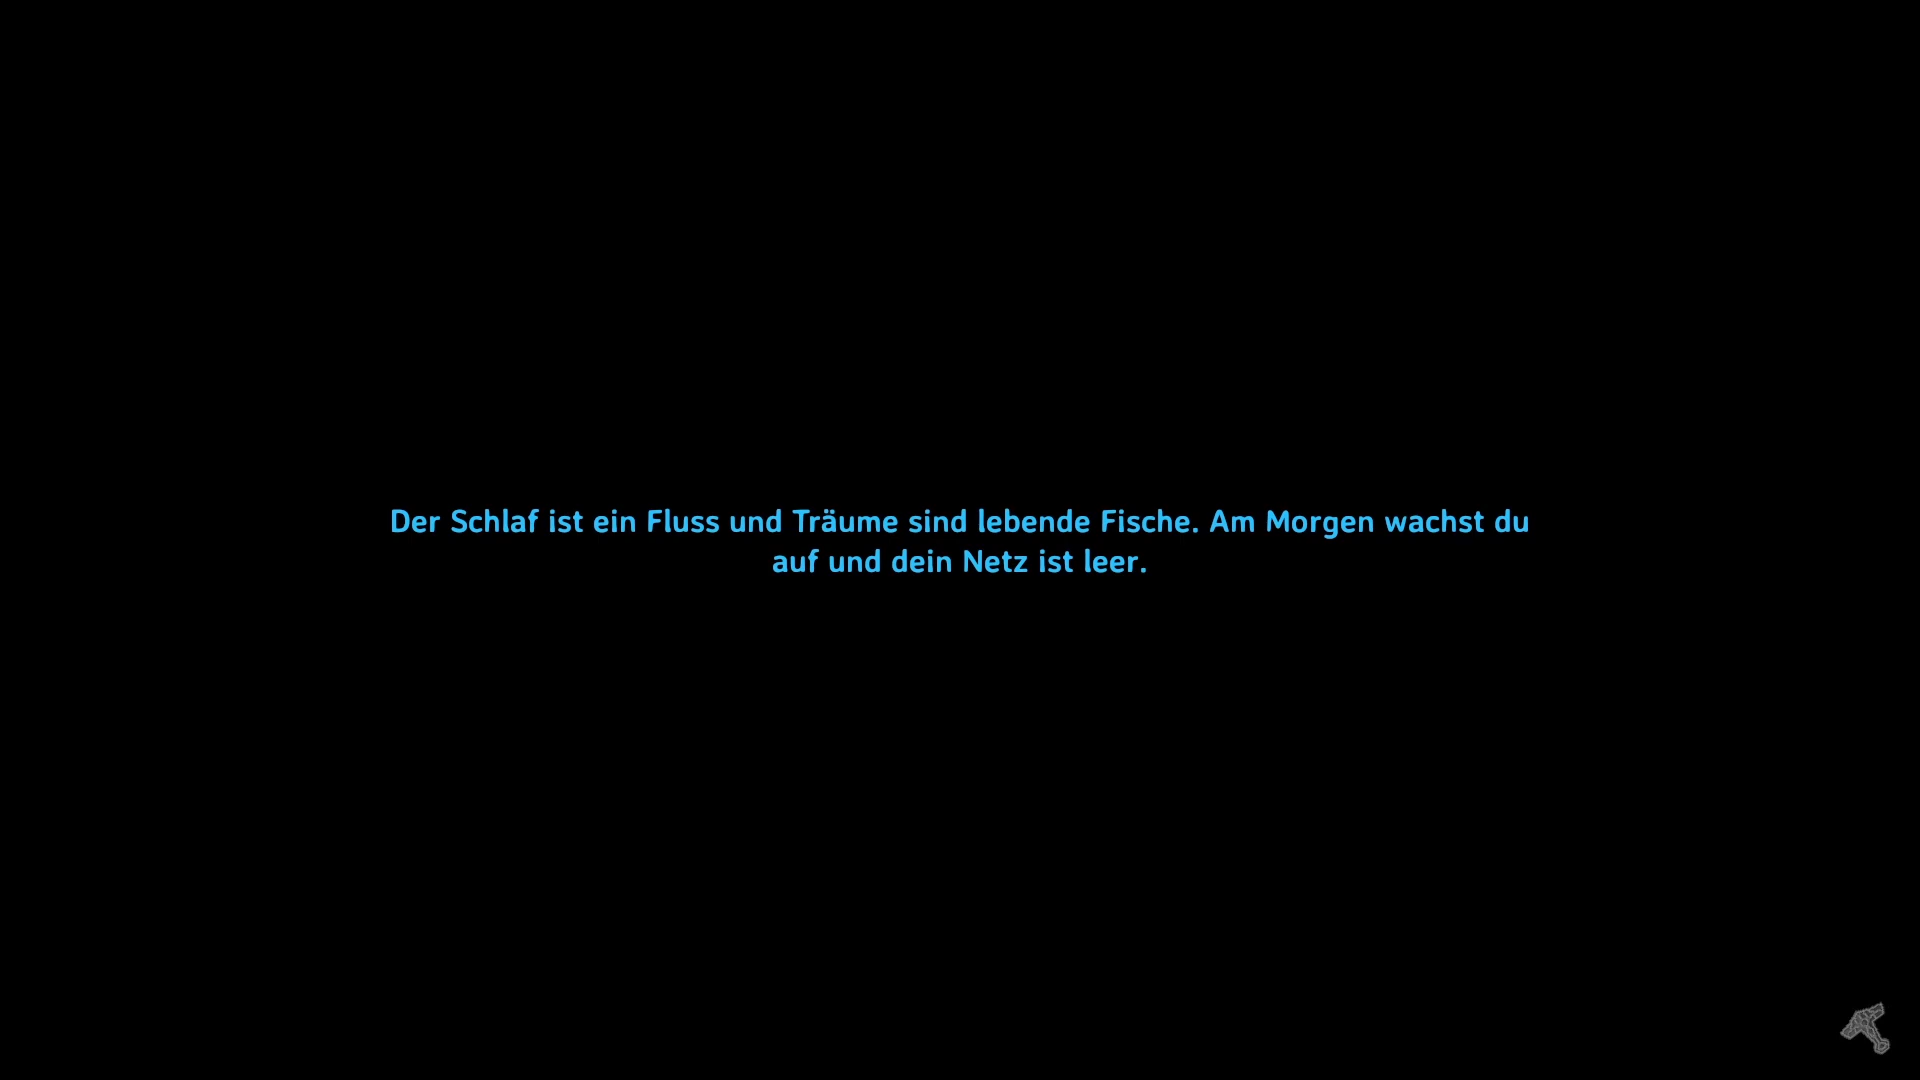 Der Schlaf ist ein Fluss und Träume sind lebende Fische. Am Morgen wachst du
auf und dein Netz ist leer.